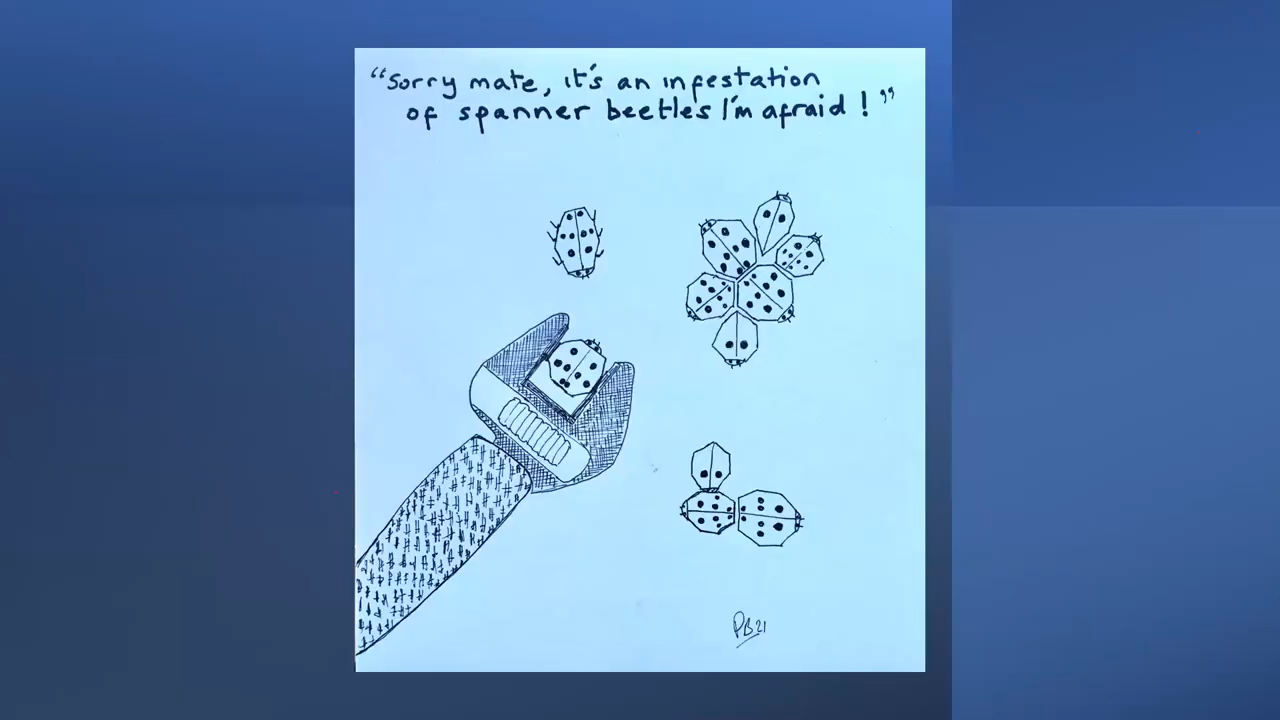 “Sorry mate, it's an infestation
of spanner beetles I'm afraid!”
PB21